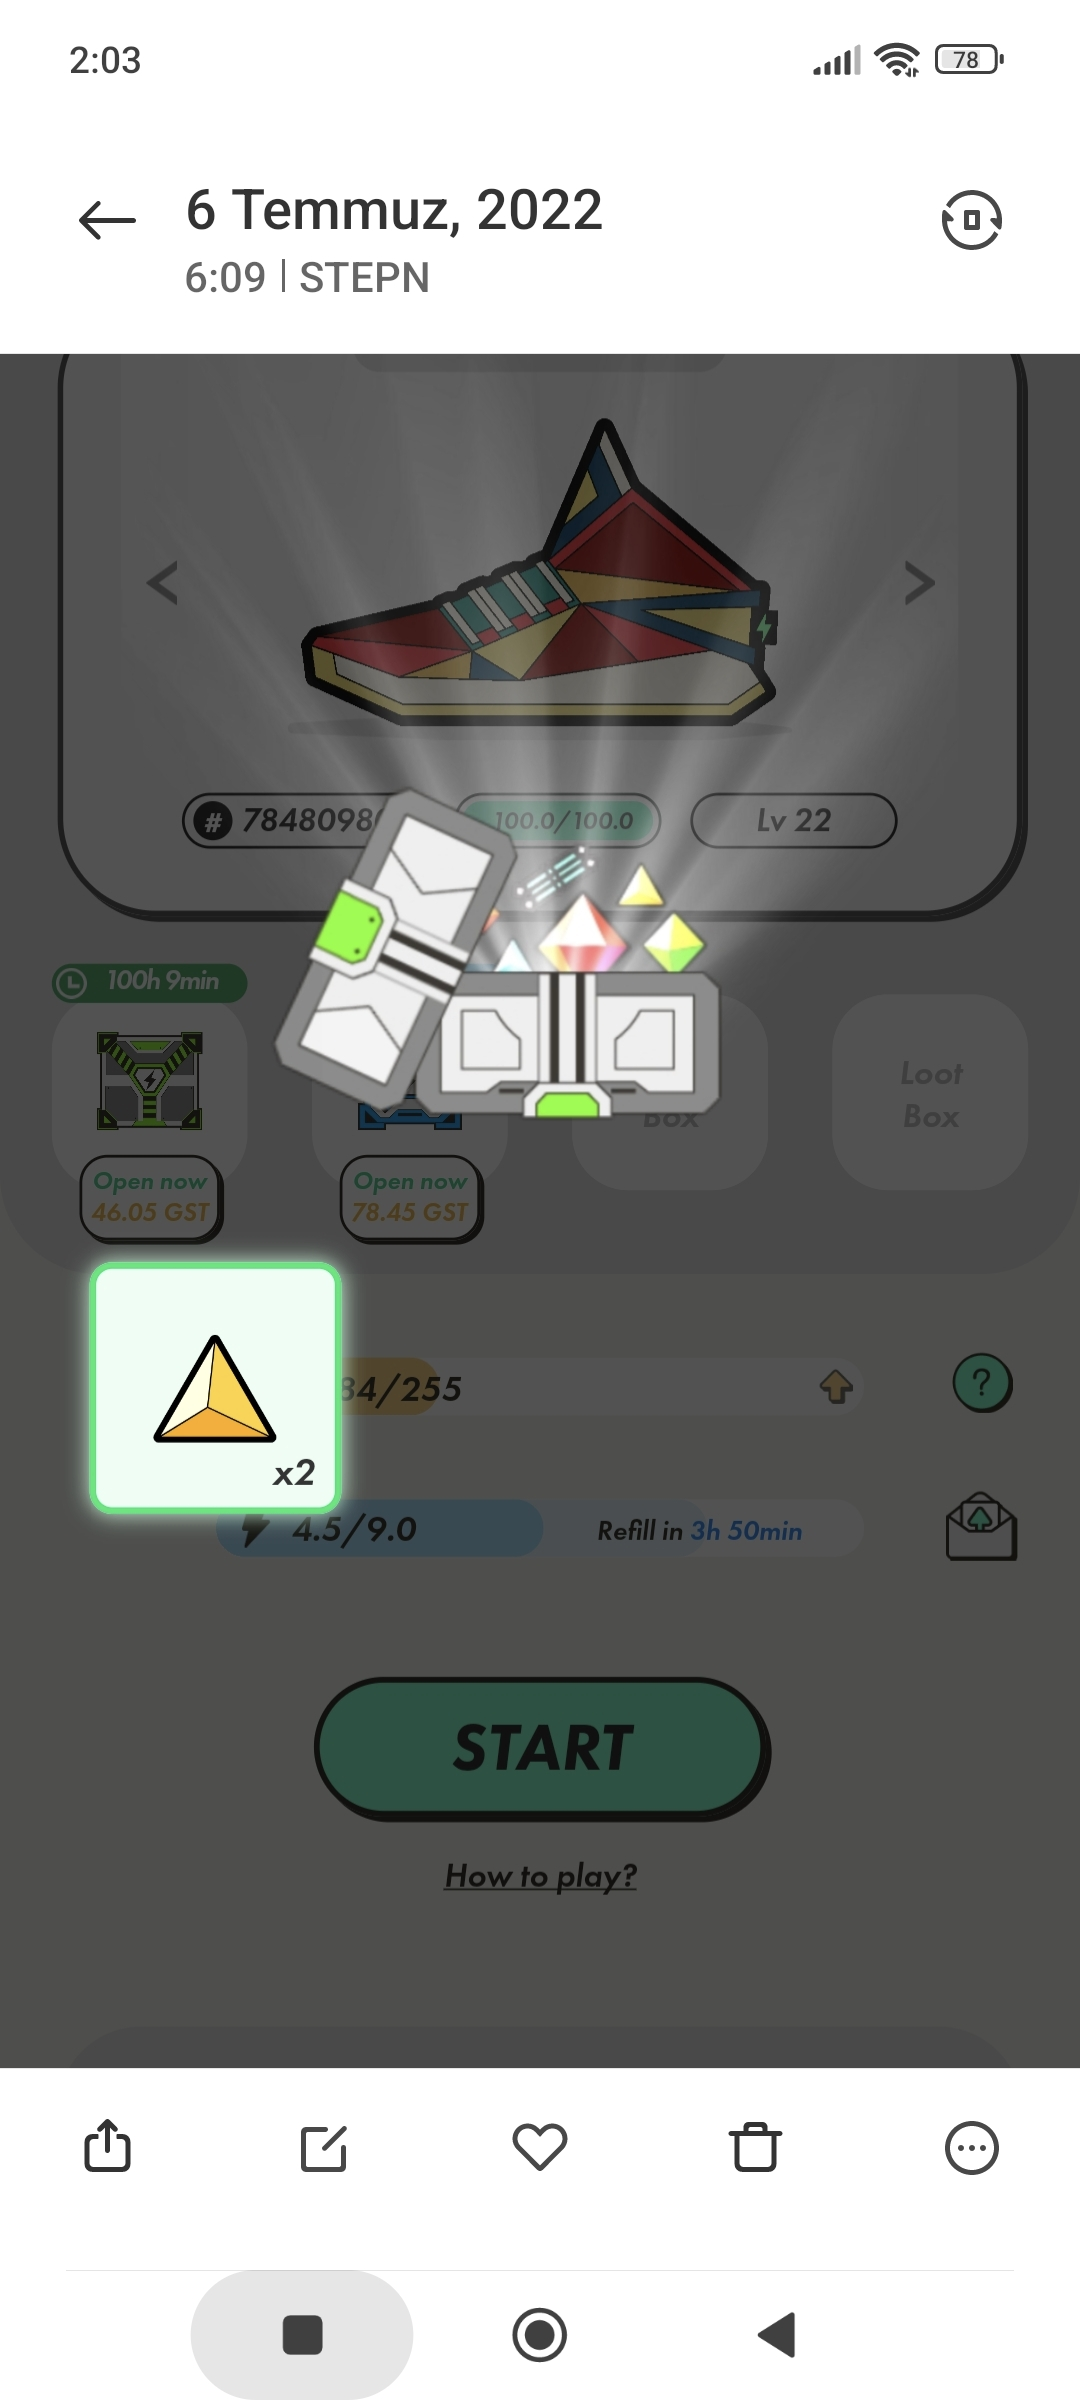 2:03
78
6 Temmuz, 2022
6:09 | STEPN
# 7848098
100.0/100.0
Lv 22
100h 9min
Box
Loot
Box
Open now
46.05 GST
Open now
78.45 GST
x2
84/255
?
4.5/9.0
Refill in 3h 50min
START
How to play?